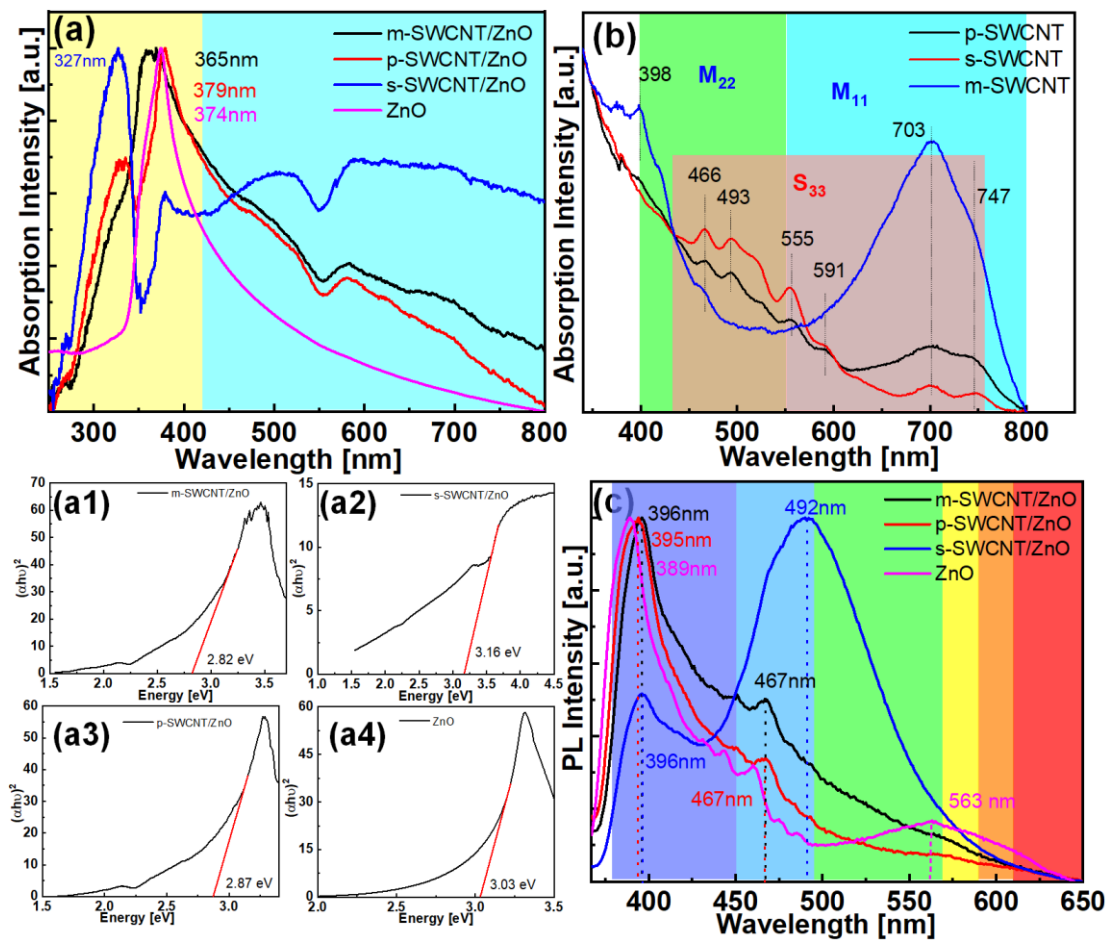 (a)
327nm
365nm
379nm
374nm
m-SWCNT/ZnO
p-SWCNT/ZnO
s-SWCNT/ZnO
ZnO
Absorption Intensity [a.u.]
300 400 500 600 700 800
Wavelength [nm]
(b)
398
M22
M11
p-SWCNT
s-SWCNT
m-SWCNT
703
466
493
S33
747
555
591
Absorption Intensity [a.u.]
400 500 600 700 800
Wavelength [nm]
(a1)
m-SWCNT/ZnO
(αhυ)²
70
60
50
40
30
20
10
0
2.82 eV
1.5 2.0 2.5 3.0 3.5
Energy [eV]
(a2)
s-SWCNT/ZnO
(αhυ)²
15
10
5
0
3.16 eV
1.0 1.5 2.0 2.5 3.0 3.5 4.0 4.5
Energy [eV]
(a3)
p-SWCNT/ZnO
(αhυ)²
60
50
40
30
20
10
0
2.87 eV
1.5 2.0 2.5 3.0
Energy [eV]
(a4)
ZnO
(αhυ)²
60
50
40
30
20
10
0
3.03 eV
2.0 2.5 3.0 3.5
Energy [eV]
(c)
396nm
395nm
389nm
492nm
m-SWCNT/ZnO
p-SWCNT/ZnO
s-SWCNT/ZnO
ZnO
467nm
396nm
467nm
563 nm
PL Intensity [a.u.]
400 450 500 550 600 650
Wavelength [nm]